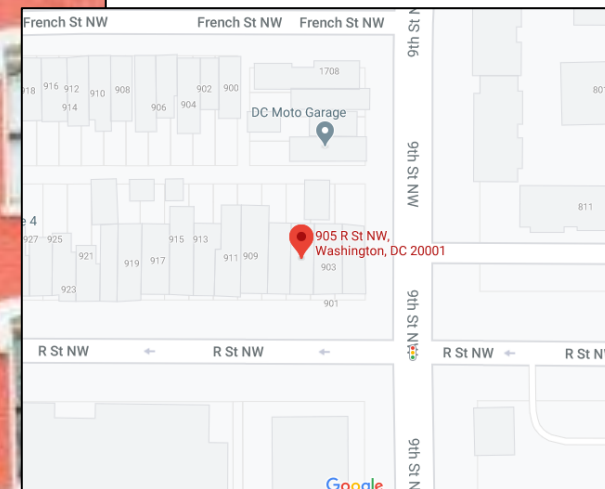 French St NW
French St NW
French St NW
9th St N
918
916
912
914
910
908
906
904
902
900
1708
DC Moto Garage
801
9th St NW
811
e 4
927
925
923
921
919
917
915
913
911
909
905 R St NW,
Washington, DC 20001
903
901
9th St NW
R St NW
R St NW
R St NW
R St N
9th St N
Google